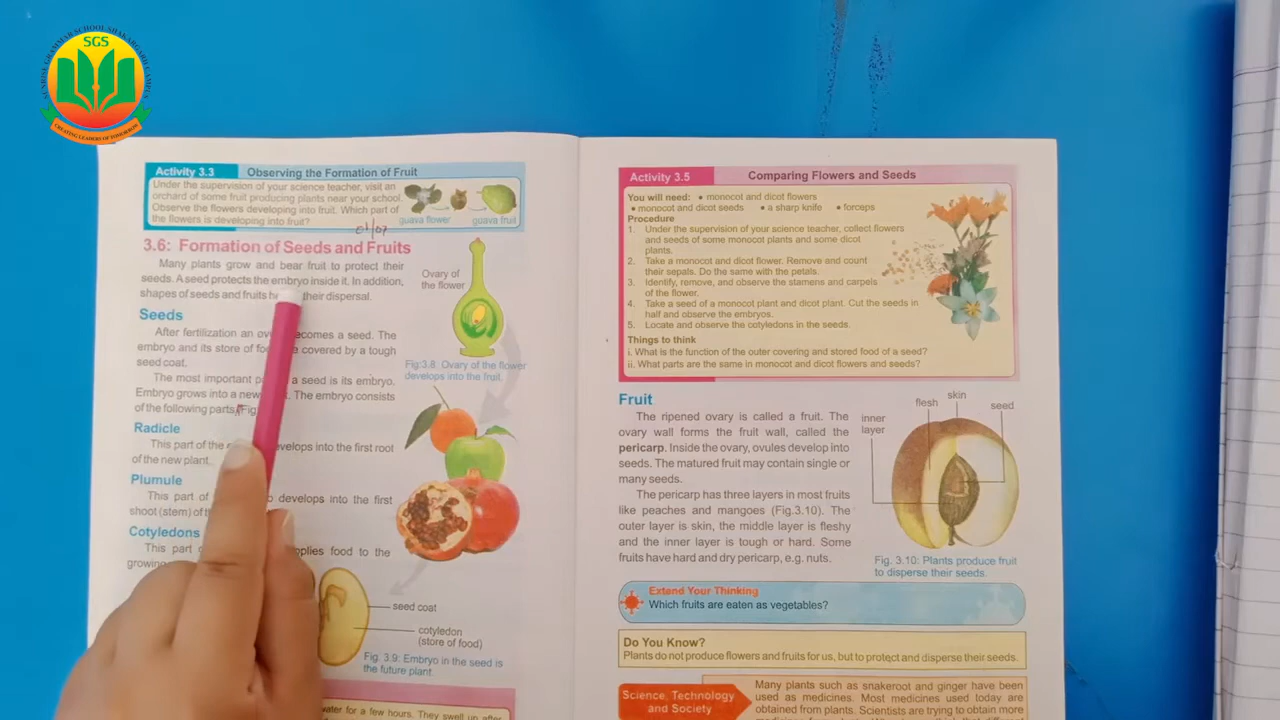 SUNRISE GRAMMAR SCHOOL SHAKARGARH CAMPUS
SGS
CREATING LEADERS OF TOMORROW
Activity 3.3 Observing the Formation of Fruit
Under the supervision of your science teacher, visit an
orchard of some fruit producing plants near your school.
Observe the flowers developing into fruit. Which part of
the flowers is developing into fruit?
guava flower guava fruit
3.6: Formation of Seeds and Fruits
Many plants grow and bear fruit to protect their
seeds. A seed protects the embryo inside it. In addition,
shapes of seeds and fruits their dispersal.
Ovary of
the flower
Seeds
After fertilization an becomes a seed. The
embryo and its store of covered by a tough
seed coat.
The most important a seed is its embryo.
Embryo grows into a new The embryo consists
of the following parts
Fig:3.8: Ovary of the flower
develops into the fruit.
Radicle
This part of the develops into the first root
of the new plant.
Plumule
This part of develops into the first
shoot (stem) of
Cotyledons
This part supplies food to the
seed coat
cotyledon
(store of food)
Fig. 3.9: Embryo in the seed is
the future plant.
water for a few hours. They swell up after
Activity 3.5 Comparing Flowers and Seeds
You will need: • monocot and dicot flowers
• monocot and dicot seeds • a sharp knife • forceps
Procedure
1. Under the supervision of your science teacher, collect flowers
and seeds of some monocot plants and some dicot
plants.
2. Take a monocot and dicot flower. Remove and count
their sepals. Do the same with the petals.
3. Identify, remove, and observe the stamens and carpels
of the flower.
4. Take a seed of a monocot plant and dicot plant. Cut the seeds in
half and observe the embryos.
5. Locate and observe the cotyledons in the seeds.
Things to think
i. What is the function of the outer covering and stored food of a seed?
ii. What parts are the same in monocot and dicot flowers and seeds?
Fruit
The ripened ovary is called a fruit. The
ovary wall forms the fruit wall, called the
pericarp. Inside the ovary, ovules develop into
seeds. The matured fruit may contain single or
many seeds.
The pericarp has three layers in most fruits
like peaches and mangoes (Fig.3.10). The
outer layer is skin, the middle layer is fleshy
and the inner layer is tough or hard. Some
fruits have hard and dry pericarp, e.g. nuts.
inner
layer
flesh
skin
seed
Fig. 3.10: Plants produce fruit
to disperse their seeds.
Extend Your Thinking
Which fruits are eaten as vegetables?
Do You Know?
Plants do not produce flowers and fruits for us, but to protect and disperse their seeds.
Science, Technology
and Society
Many plants such as snakeroot and ginger have been
used as medicines. Most medicines used today are
obtained from plants. Scientists are trying to obtain more